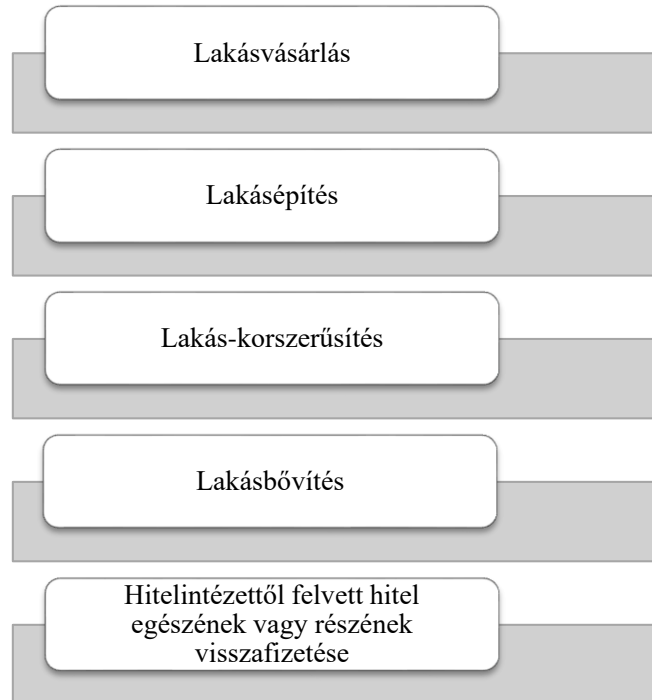 Lakásvásárlás
Lakásépítés
Lakás-korszerűsítés
Lakásbővítés
Hitelintézettől felvett hitel
egészének vagy részének
visszafizetése